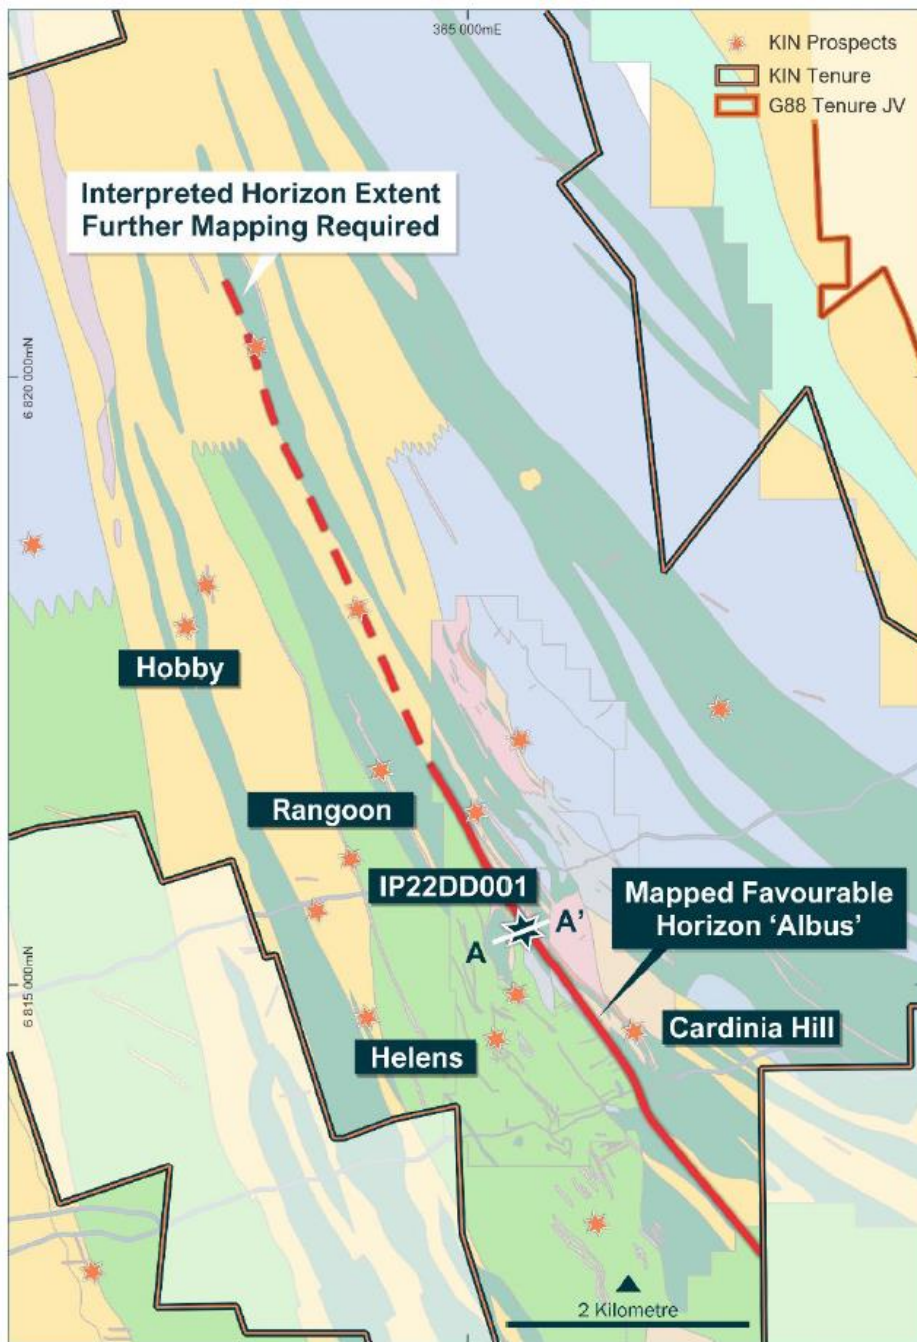 365 000mE
KIN Prospects
KIN Tenure
G88 Tenure JV
Interpreted Horizon Extent
Further Mapping Required
6 820 000mN
Hobby
Rangoon
IP22DD001
A
A’
Mapped Favourable
Horizon ‘Albus’
6 815 000mN
Cardinia Hill
Helens
2 Kilometre